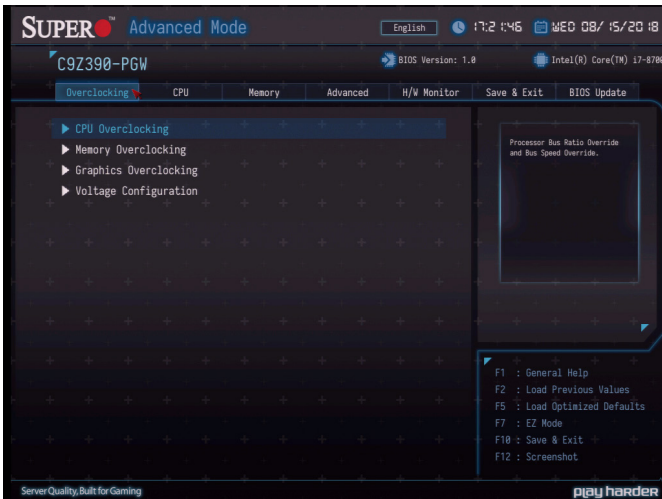 SUPER Advanced Mode
English
17:21:46
WED 08/15/2018
C9Z390-PGW
BIOS Version: 1.0
Intel(R) Core(TM) i7-870
Overclocking
CPU
Memory
Advanced
H/W Monitor
Save & Exit
BIOS Update
CPU Overclocking
Memory Overclocking
Graphics Overclocking
Voltage Configuration
Processor Bus Ratio Override
and Bus Speed Override.
F1 : General Help
F2 : Load Previous Values
F5 : Load Optimized Defaults
F7 : EZ Mode
F10 : Save & Exit
F12 : Screenshot
Server Quality, Built for Gaming
play harder